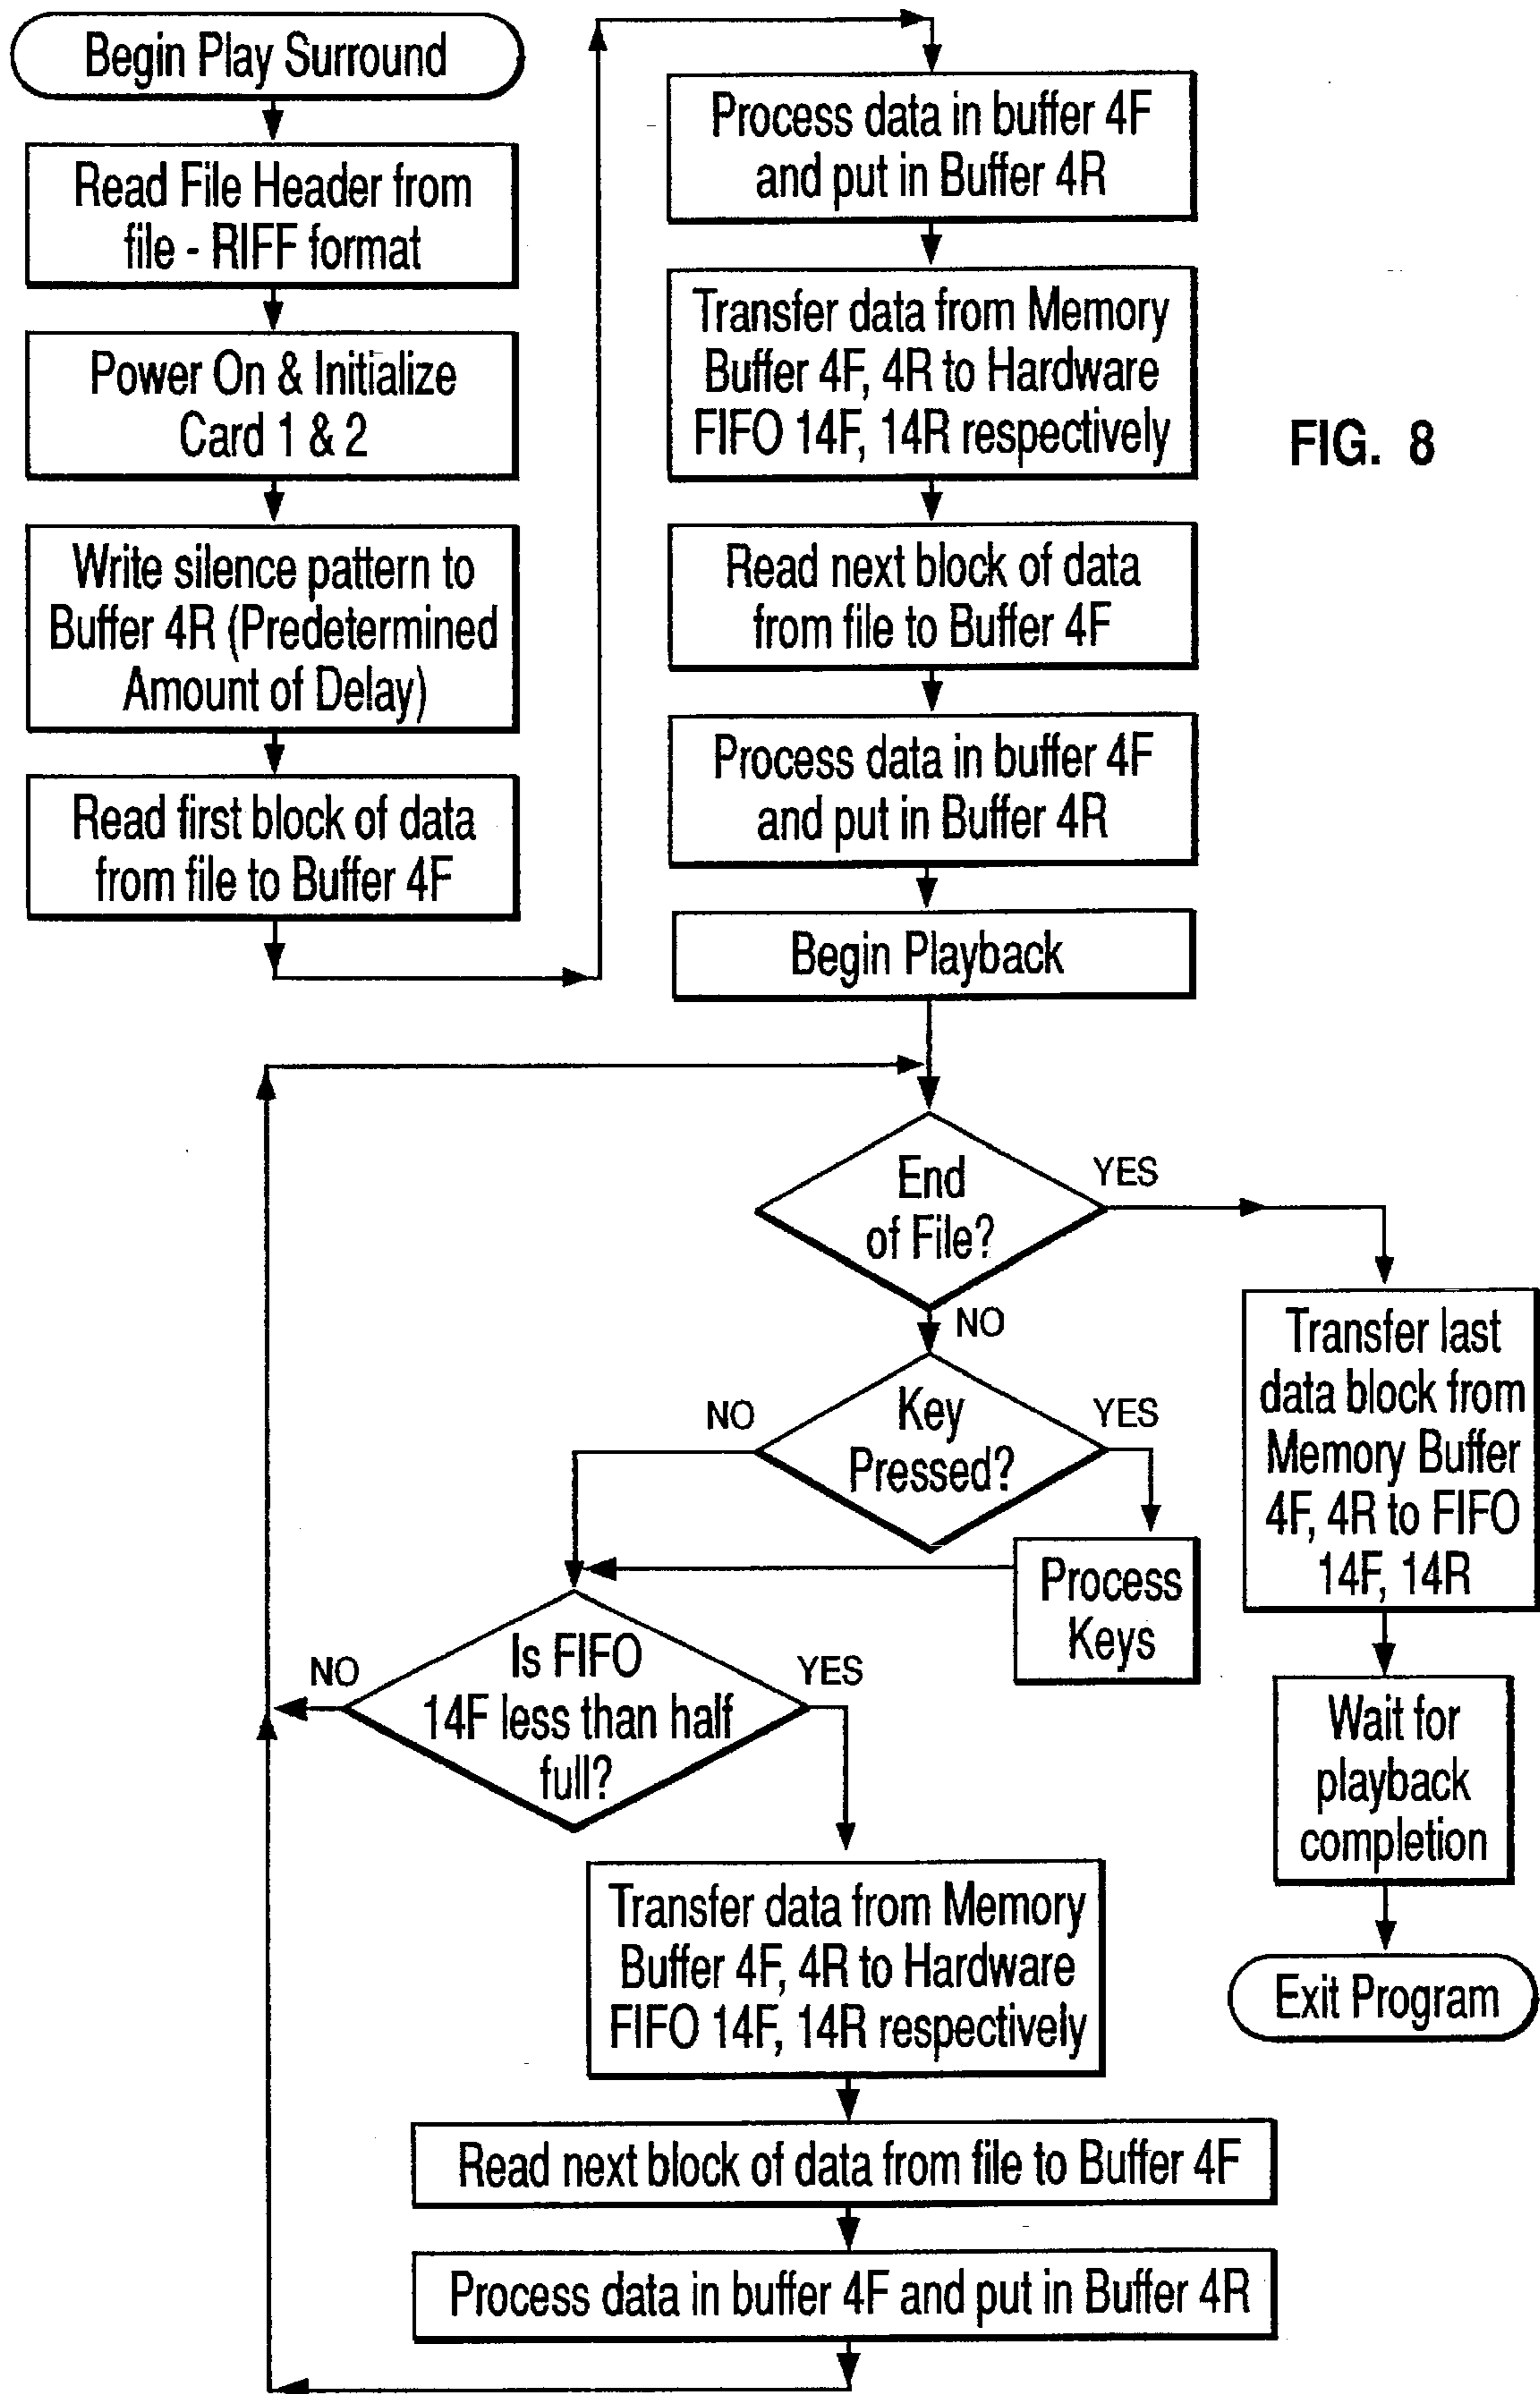 Begin Play Surround
Read File Header from
file - RIFF format
Power On & Initialize
Card 1 & 2
Write silence pattern to
Buffer 4R (Predetermined
Amount of Delay)
Read first block of data
from file to Buffer 4F
Process data in buffer 4F
and put in Buffer 4R
Transfer data from Memory
Buffer 4F, 4R to Hardware
FIFO 14F, 14R respectively
FIG. 8
Read next block of data
from file to Buffer 4F
Process data in buffer 4F
and put in Buffer 4R
Begin Playback
End
of File?
YES
NO
Key
Pressed?
NO
YES
Process
Keys
Transfer last
data block from
Memory Buffer
4F, 4R to FIFO
14F, 14R
Wait for
playback
completion
Exit Program
Is FIFO
14F less than half
full?
NO
YES
Transfer data from Memory
Buffer 4F, 4R to Hardware
FIFO 14F, 14R respectively
Read next block of data from file to Buffer 4F
Process data in buffer 4F and put in Buffer 4R